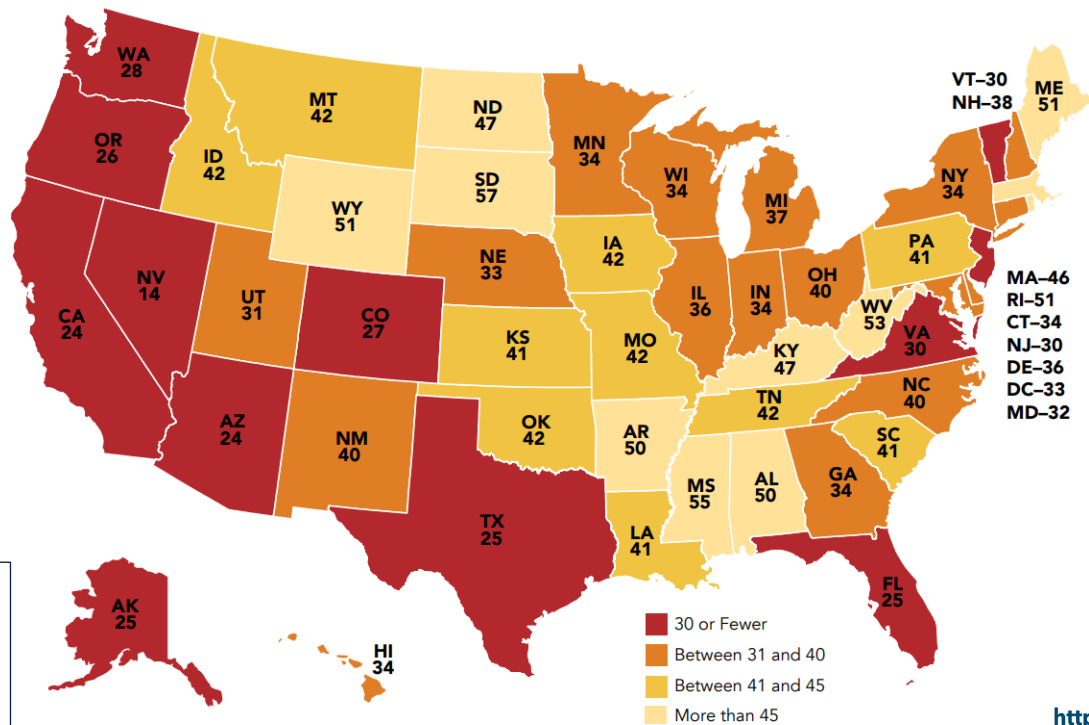 WA
28
OR
26
CA
24
NV
14
ID
42
MT
42
WY
51
UT
31
CO
27
AZ
24
NM
40
ND
47
SD
57
NE
33
KS
41
OK
42
TX
25
MN
34
IA
42
MO
42
AR
50
LA
41
WI
34
IL
36
MI
37
IN
34
OH
40
KY
47
TN
42
MS
55
AL
50
GA
34
FL
25
SC
41
NC
40
VA
30
WV
53
PA
41
NY
34
VT–30
NH–38
ME
51
MA–46
RI–51
CT–34
NJ–30
DE–36
DC–33
MD–32
AK
25
HI
34
30 or Fewer
Between 31 and 40
Between 41 and 45
More than 45
http